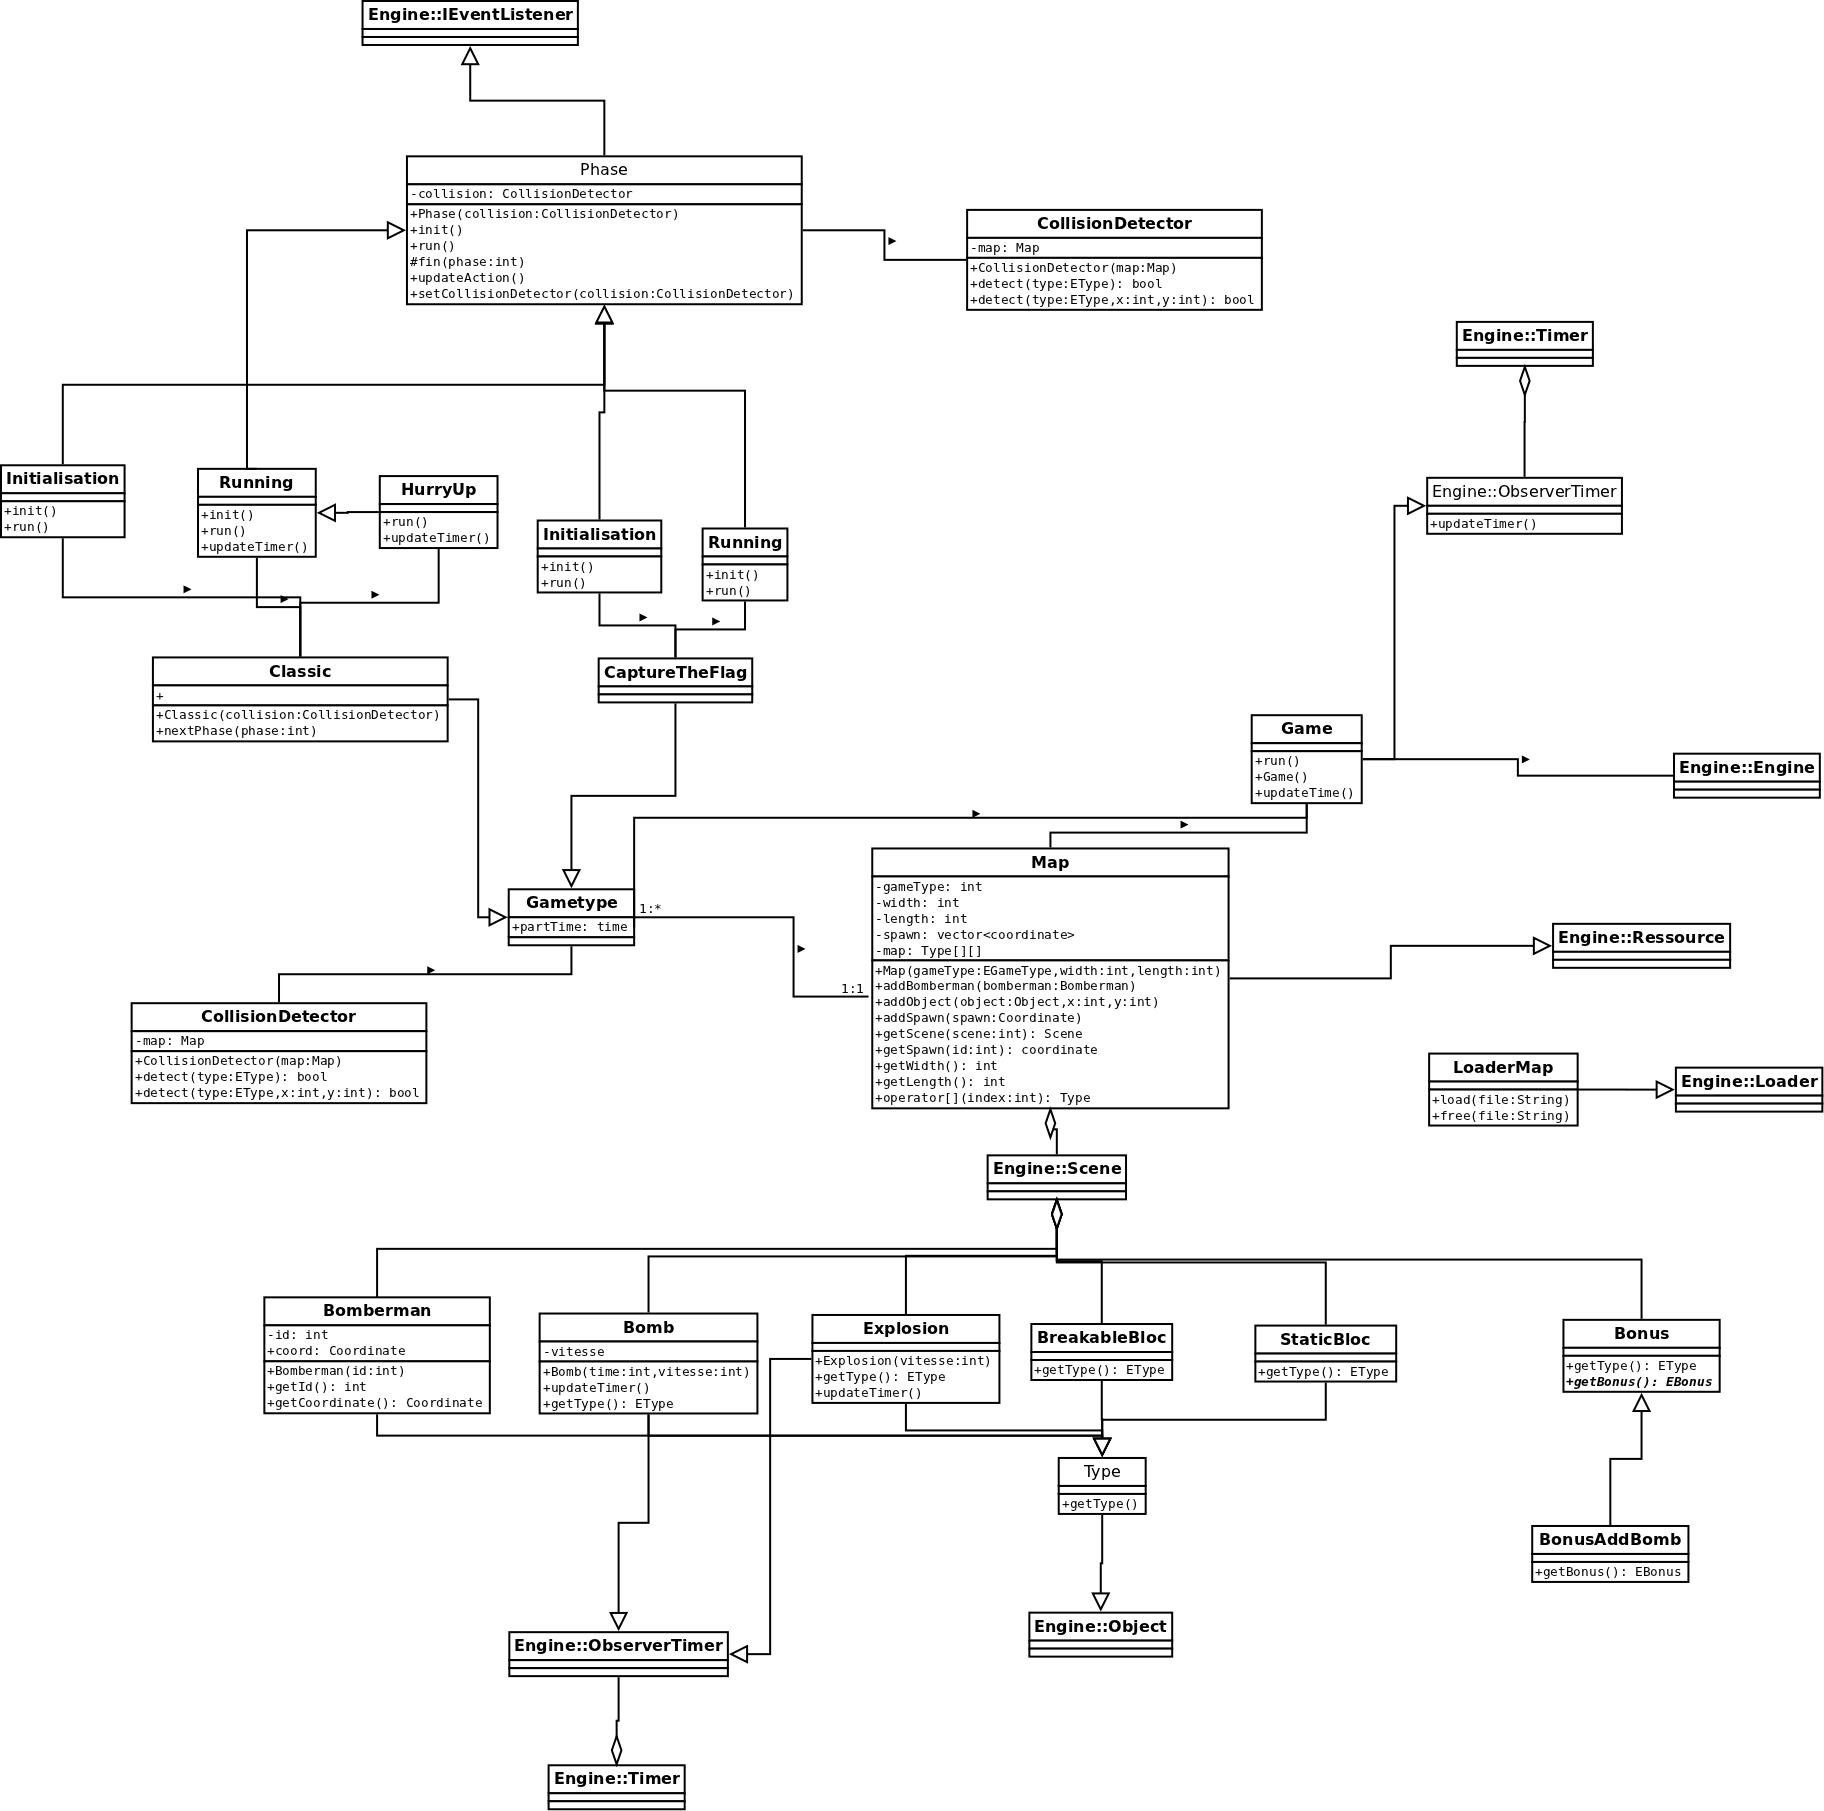 Engine::IEventListener
Phase
-collision: CollisionDetector
+Phase(collision:CollisionDetector)
+init()
+run()
#fin(phase:int)
+updateAction()
+setCollisionDetector(collision:CollisionDetector)
CollisionDetector
-map: Map
+CollisionDetector(map:Map)
+detect(type:EType): bool
+detect(type:EType,x:int,y:int): bool
Engine::Timer
Engine::ObserverTimer
+updateTimer()
Initialisation
+init()
+run()
Running
+init()
+run()
+updateTimer()
HurryUp
+run()
+updateTimer()
Initialisation
+init()
+run()
Running
+init()
+run()
Classic
+
+Classic(collision:CollisionDetector)
+nextPhase(phase:int)
CaptureTheFlag
Game
+run()
+Game()
+updateTime()
Engine::Engine
Gametype
+partTime: time
1:*
1:1
Map
-gameType: int
-width: int
-length: int
-spawn: vector<coordinate>
-map: Type[][]
+Map(gameType:EGameType,width:int,length:int)
+addBomberman(bomberman:Bomberman)
+addObject(object:Object,x:int,y:int)
+addSpawn(spawn:Coordinate)
+getScene(scene:int): Scene
+getSpawn(id:int): coordinate
+getWidth(): int
+getLength(): int
+operator[](index:int): Type
Engine::Ressource
CollisionDetector
-map: Map
+CollisionDetector(map:Map)
+detect(type:EType): bool
+detect(type:EType,x:int,y:int): bool
LoaderMap
+load(file:String)
+free(file:String)
Engine::Loader
Engine::Scene
Bomberman
-id: int
+coord: Coordinate
+Bomberman(id:int)
+getId(): int
+getCoordinate(): Coordinate
Bomb
-vitesse
+Bomb(time:int,vitesse:int)
+updateTimer()
+getType(): EType
Explosion
+Explosion(vitesse:int)
+getType(): EType
+updateTimer()
BreakableBloc
+getType(): EType
StaticBloc
+getType(): EType
Bonus
+getType(): EType
+getBonus(): EBonus
Type
+getType()
BonusAddBomb
+getBonus(): EBonus
Engine::Object
Engine::ObserverTimer
Engine::Timer